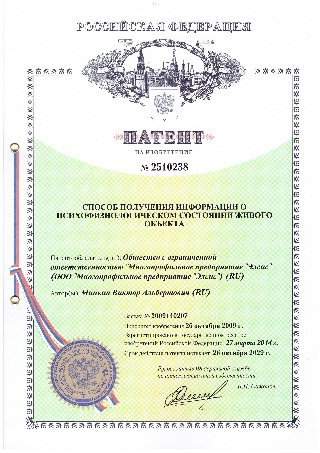 РОССИЙСКАЯ ФЕДЕРАЦИЯ
ПАТЕНТ
НА ИЗОБРЕТЕНИЕ
№ 2510238
СПОСОБ ПОЛУЧЕНИЯ ИНФОРМАЦИИ О
ПСИХОФИЗИОЛОГИЧЕСКОМ СОСТОЯНИИ ЖИВОГО
ОБЪЕКТА
Патентообладатель(ли): Общество с ограниченной
ответственностью "Многопрофильное предприятие "Элсис"
(ООО "Многопрофильное предприятие "Элсис") (RU)
Автор(ы): Минкин Виктор Альбертович (RU)
Заявка № 2009140207
Приоритет изобретения 26 октября 2009 г.
Зарегистрировано в Государственном реестре
изобретений Российской Федерации 27 марта 2014 г.
Срок действия патента истекает 26 октября 2029 г.
Руководитель Федеральной службы
по интеллектуальной собственности